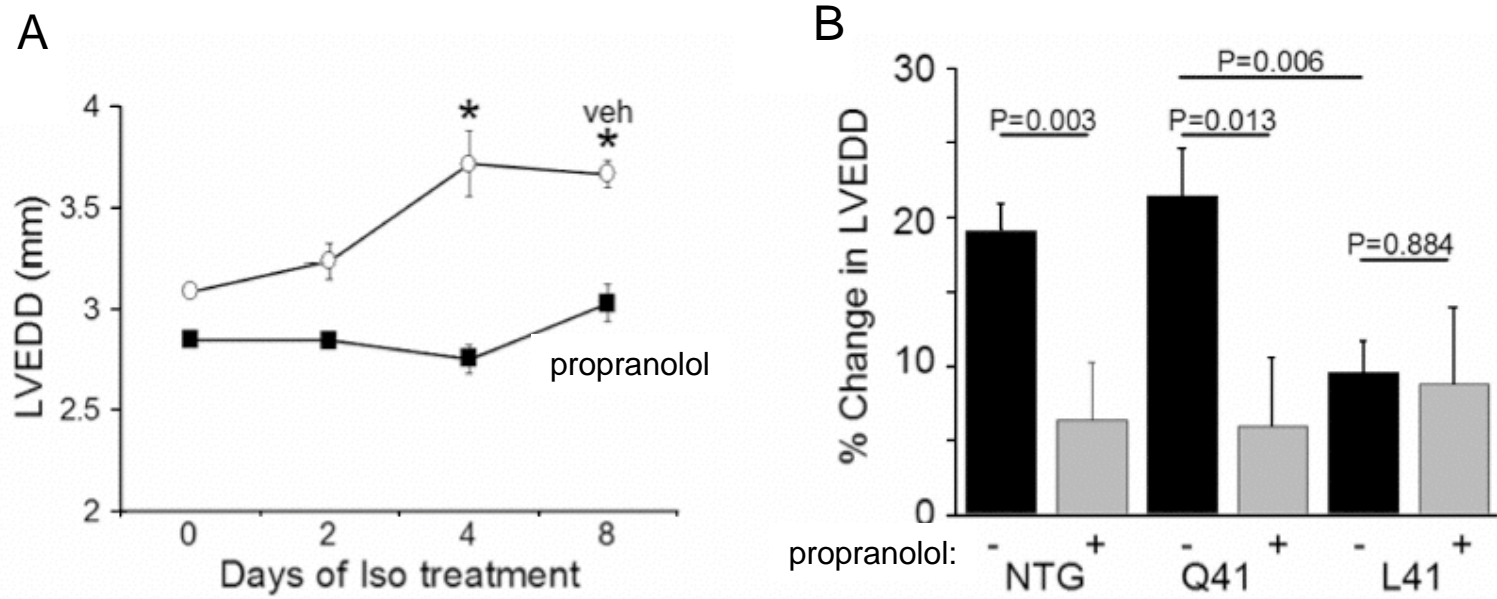 A
4
3.5
3
2.5
2
LVEDD (mm)
*
veh
*
propranolol
0 2 4 8
Days of Iso treatment
B
30
20
10
0
% Change in LVEDD
P=0.006
P=0.003
P=0.013
P=0.884
propranolol: - + - + - +
NTG Q41 L41